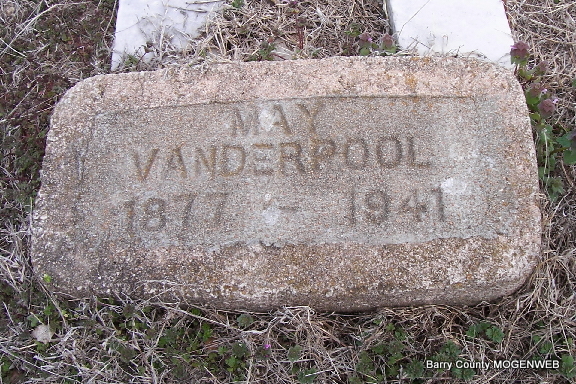 MAY
VANDERPOOL
1877 - 1941
Barry County MOGENWEB